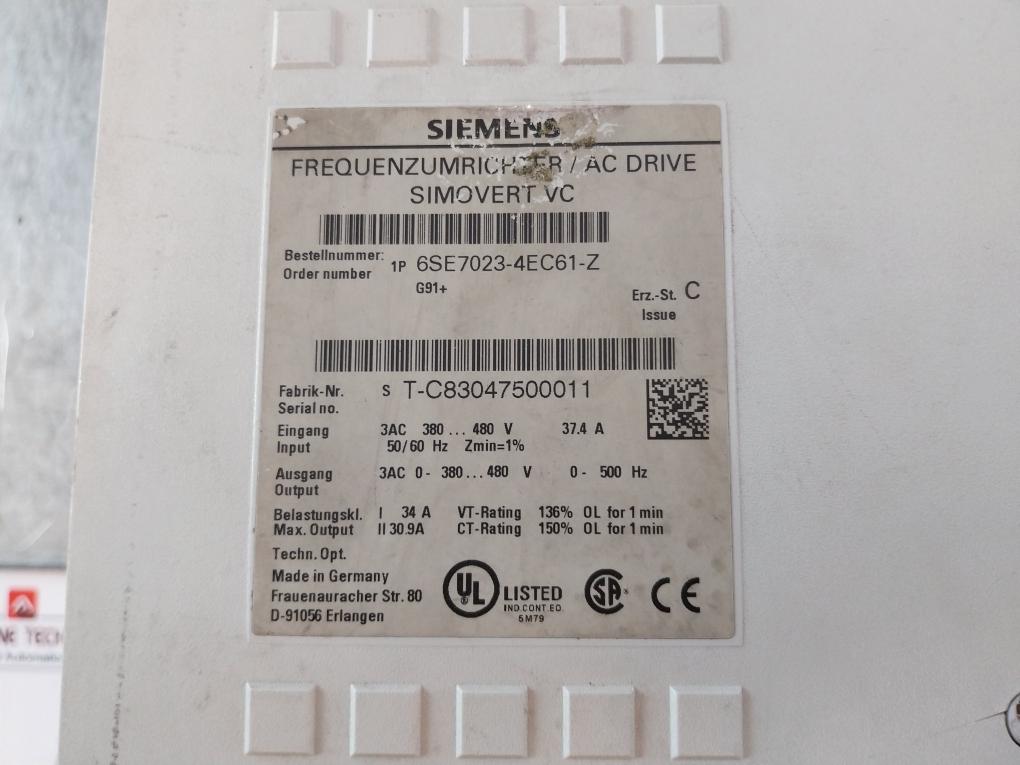 SIEMENS
FREQUENZUMRICHTER / AC DRIVE
SIMOVERT VC
Bestellnummer:
Order number
1P 6SE7023-4EC61-Z
G91+
Erz.-St. C
Issue
Fabrik-Nr.
Serial no.
S T-C83047500011
Eingang 3AC 380 ... 480 V 37.4 A
Input 50/60 Hz Zmin=1%
Ausgang 3AC 0- 380 ... 480 V 0- 500 Hz
Output
Belastungskl. I 34 A VT-Rating 136% OL for 1 min
Max. Output II 30.9A CT-Rating 150% OL for 1 min
Techn. Opt.
Made in Germany
Frauenauracher Str. 80
D-91056 Erlangen
UL
LISTED
IND.CONT.EQ.
5M79
SA
CE
TECH
Automatic